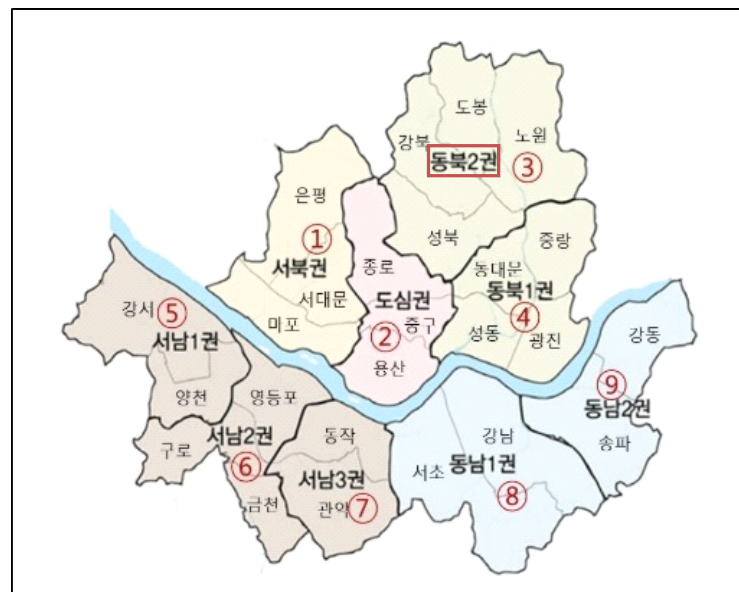 도봉
강북
노원
동북2권
③
은평
성북
중랑
①
서북권
종로
동대문
동북1권
서대문
마포
도심권
②
중구
용산
④
성동
광진
강서
⑤
서남1권
양천
영등포
강동
⑨
동남2권
송파
구로
서남2권
⑥
금천
동작
서남3권
관악
⑦
서초
강남
동남1권
⑧